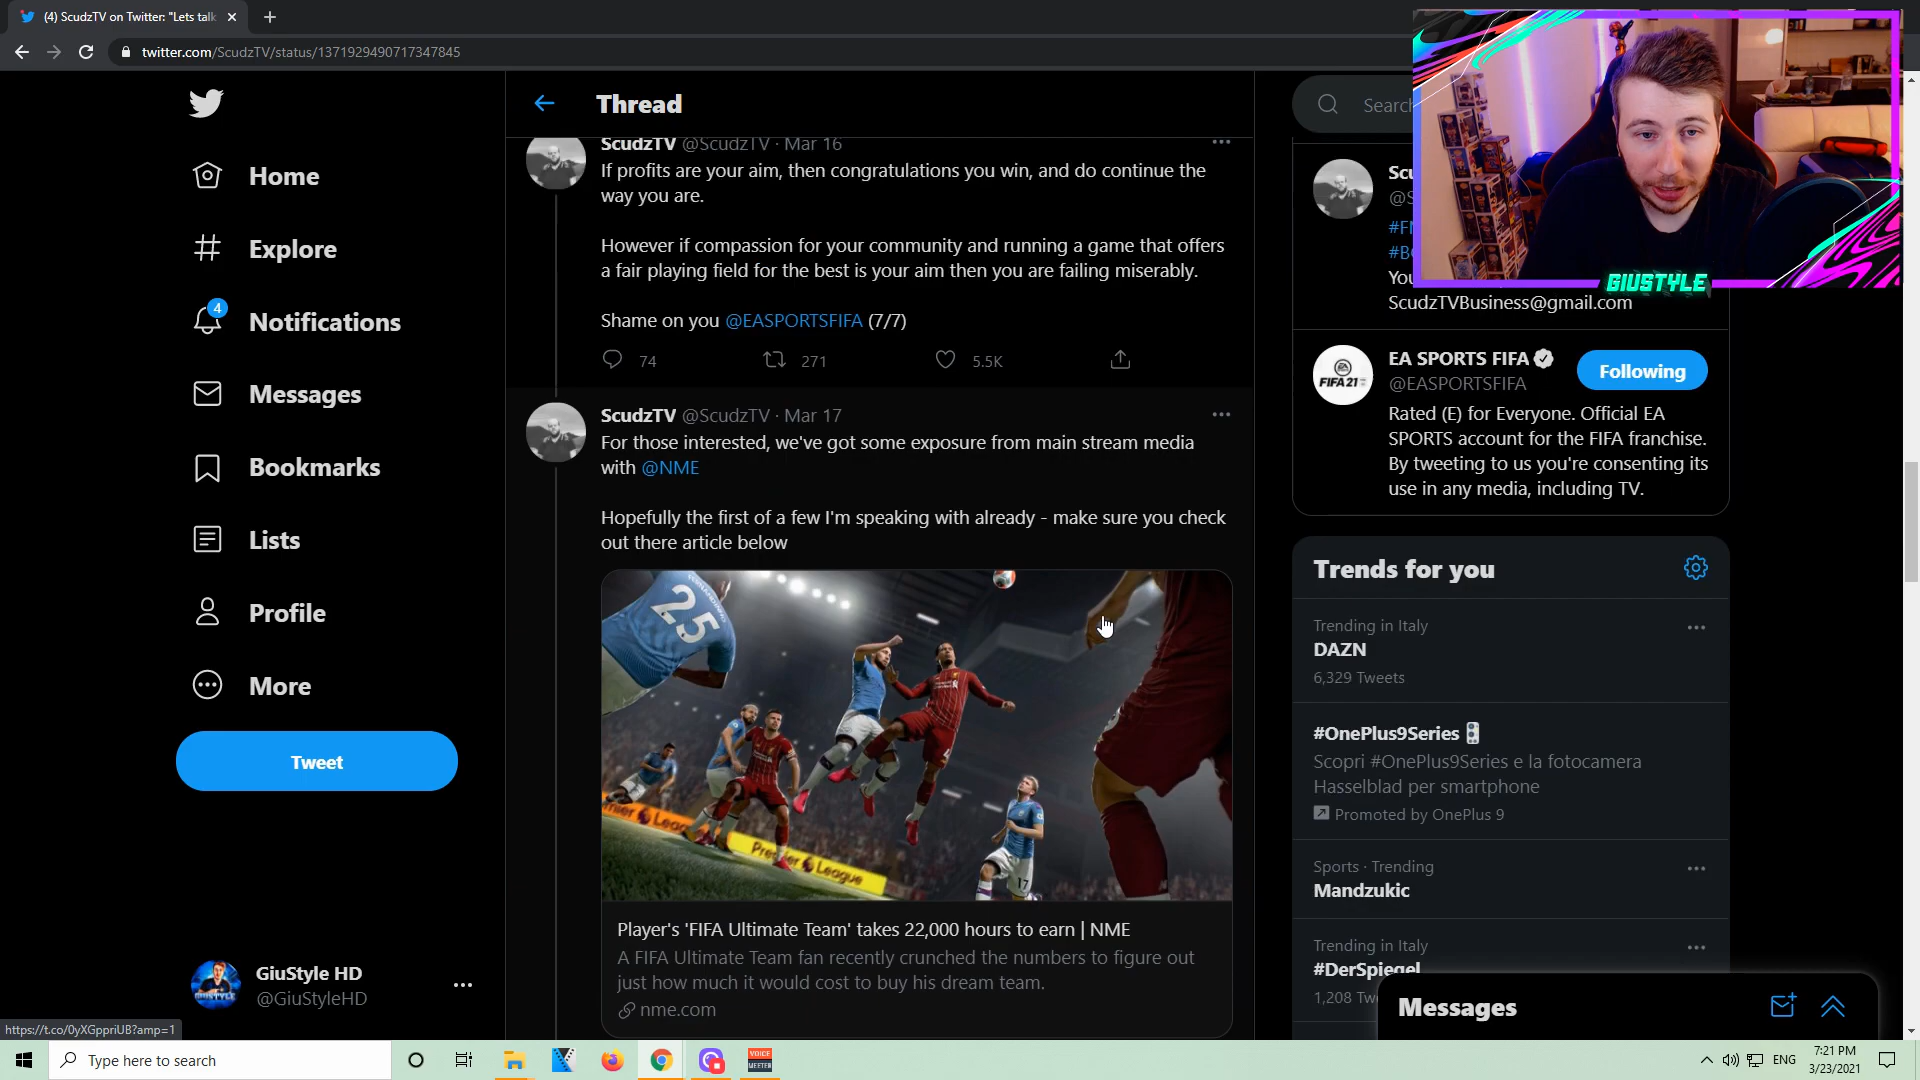 (4) ScudzTV on Twitter: "Lets talk
twitter.com/ScudzTV/status/1371929490717347845
Home
Explore
4
Notifications
Messages
Bookmarks
Lists
Profile
More
Tweet
GiuStyle HD
@GiuStyleHD
https://t.co/0yXGppriUB?amp=1
Thread
ScudzTV @ScudzTV · Mar 16
If profits are your aim, then congratulations you win, and do continue the
way you are.
However if compassion for your community and running a game that offers
a fair playing field for the best is your aim then you are failing miserably.
Shame on you @EASPORTSFIFA (7/7)
74 271 5.5K
ScudzTV @ScudzTV · Mar 17
For those interested, we've got some exposure from main stream media
with @NME
Hopefully the first of a few I'm speaking with already - make sure you check
out there article below
25
Premier League
17
Player's 'FIFA Ultimate Team' takes 22,000 hours to earn | NME
A FIFA Ultimate Team fan recently crunched the numbers to figure out
just how much it would cost to buy his dream team.
nme.com
Search
You
ScudzTVBusiness@gmail.com
GIUSTYLE
EA SPORTS FIFA
@EASPORTSFIFA
Following
FIFA 21
Rated (E) for Everyone. Official EA
SPORTS account for the FIFA franchise.
By tweeting to us you're consenting its
use in any media, including TV.
Trends for you
Trending in Italy
DAZN
6,329 Tweets
#OnePlus9Series
Scopri #OnePlus9Series e la fotocamera
Hasselblad per smartphone
Promoted by OnePlus 9
Sports · Trending
Mandzukic
Trending in Italy
#DerSpiegel
1,208 Tw
Messages
Type here to search
VOICE
MEETER
ENG
7:21 PM
3/23/2021